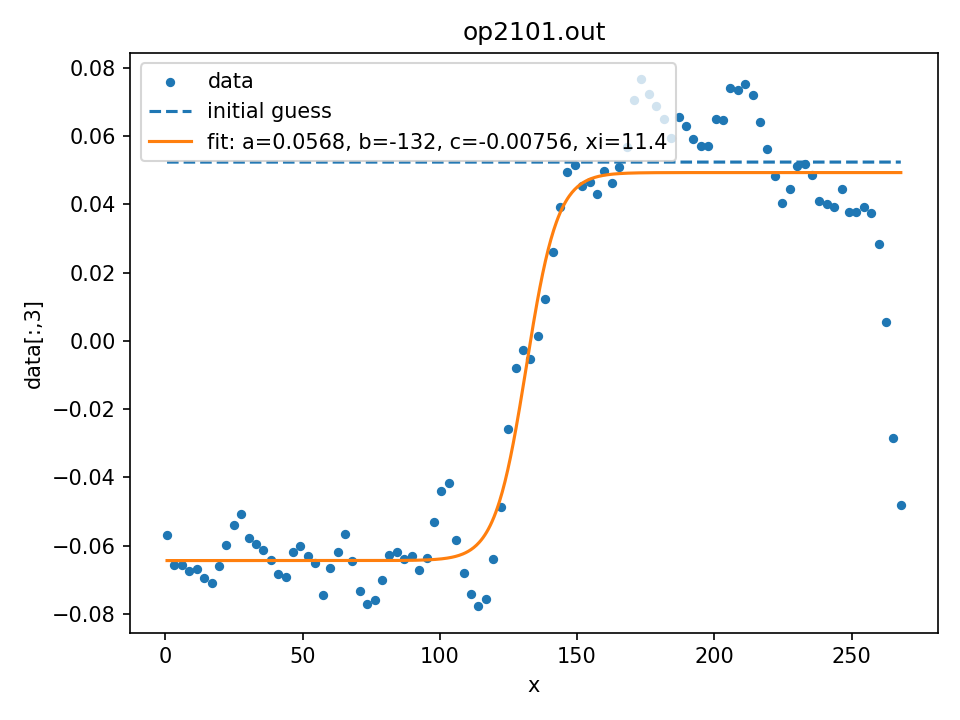 op2101.out
data
initial guess
fit: a=0.0568, b=-132, c=-0.00756, xi=11.4
0.08
0.06
0.04
0.02
0.00
−0.02
−0.04
−0.06
−0.08
data[:,3]
0
50
100
150
200
250
x